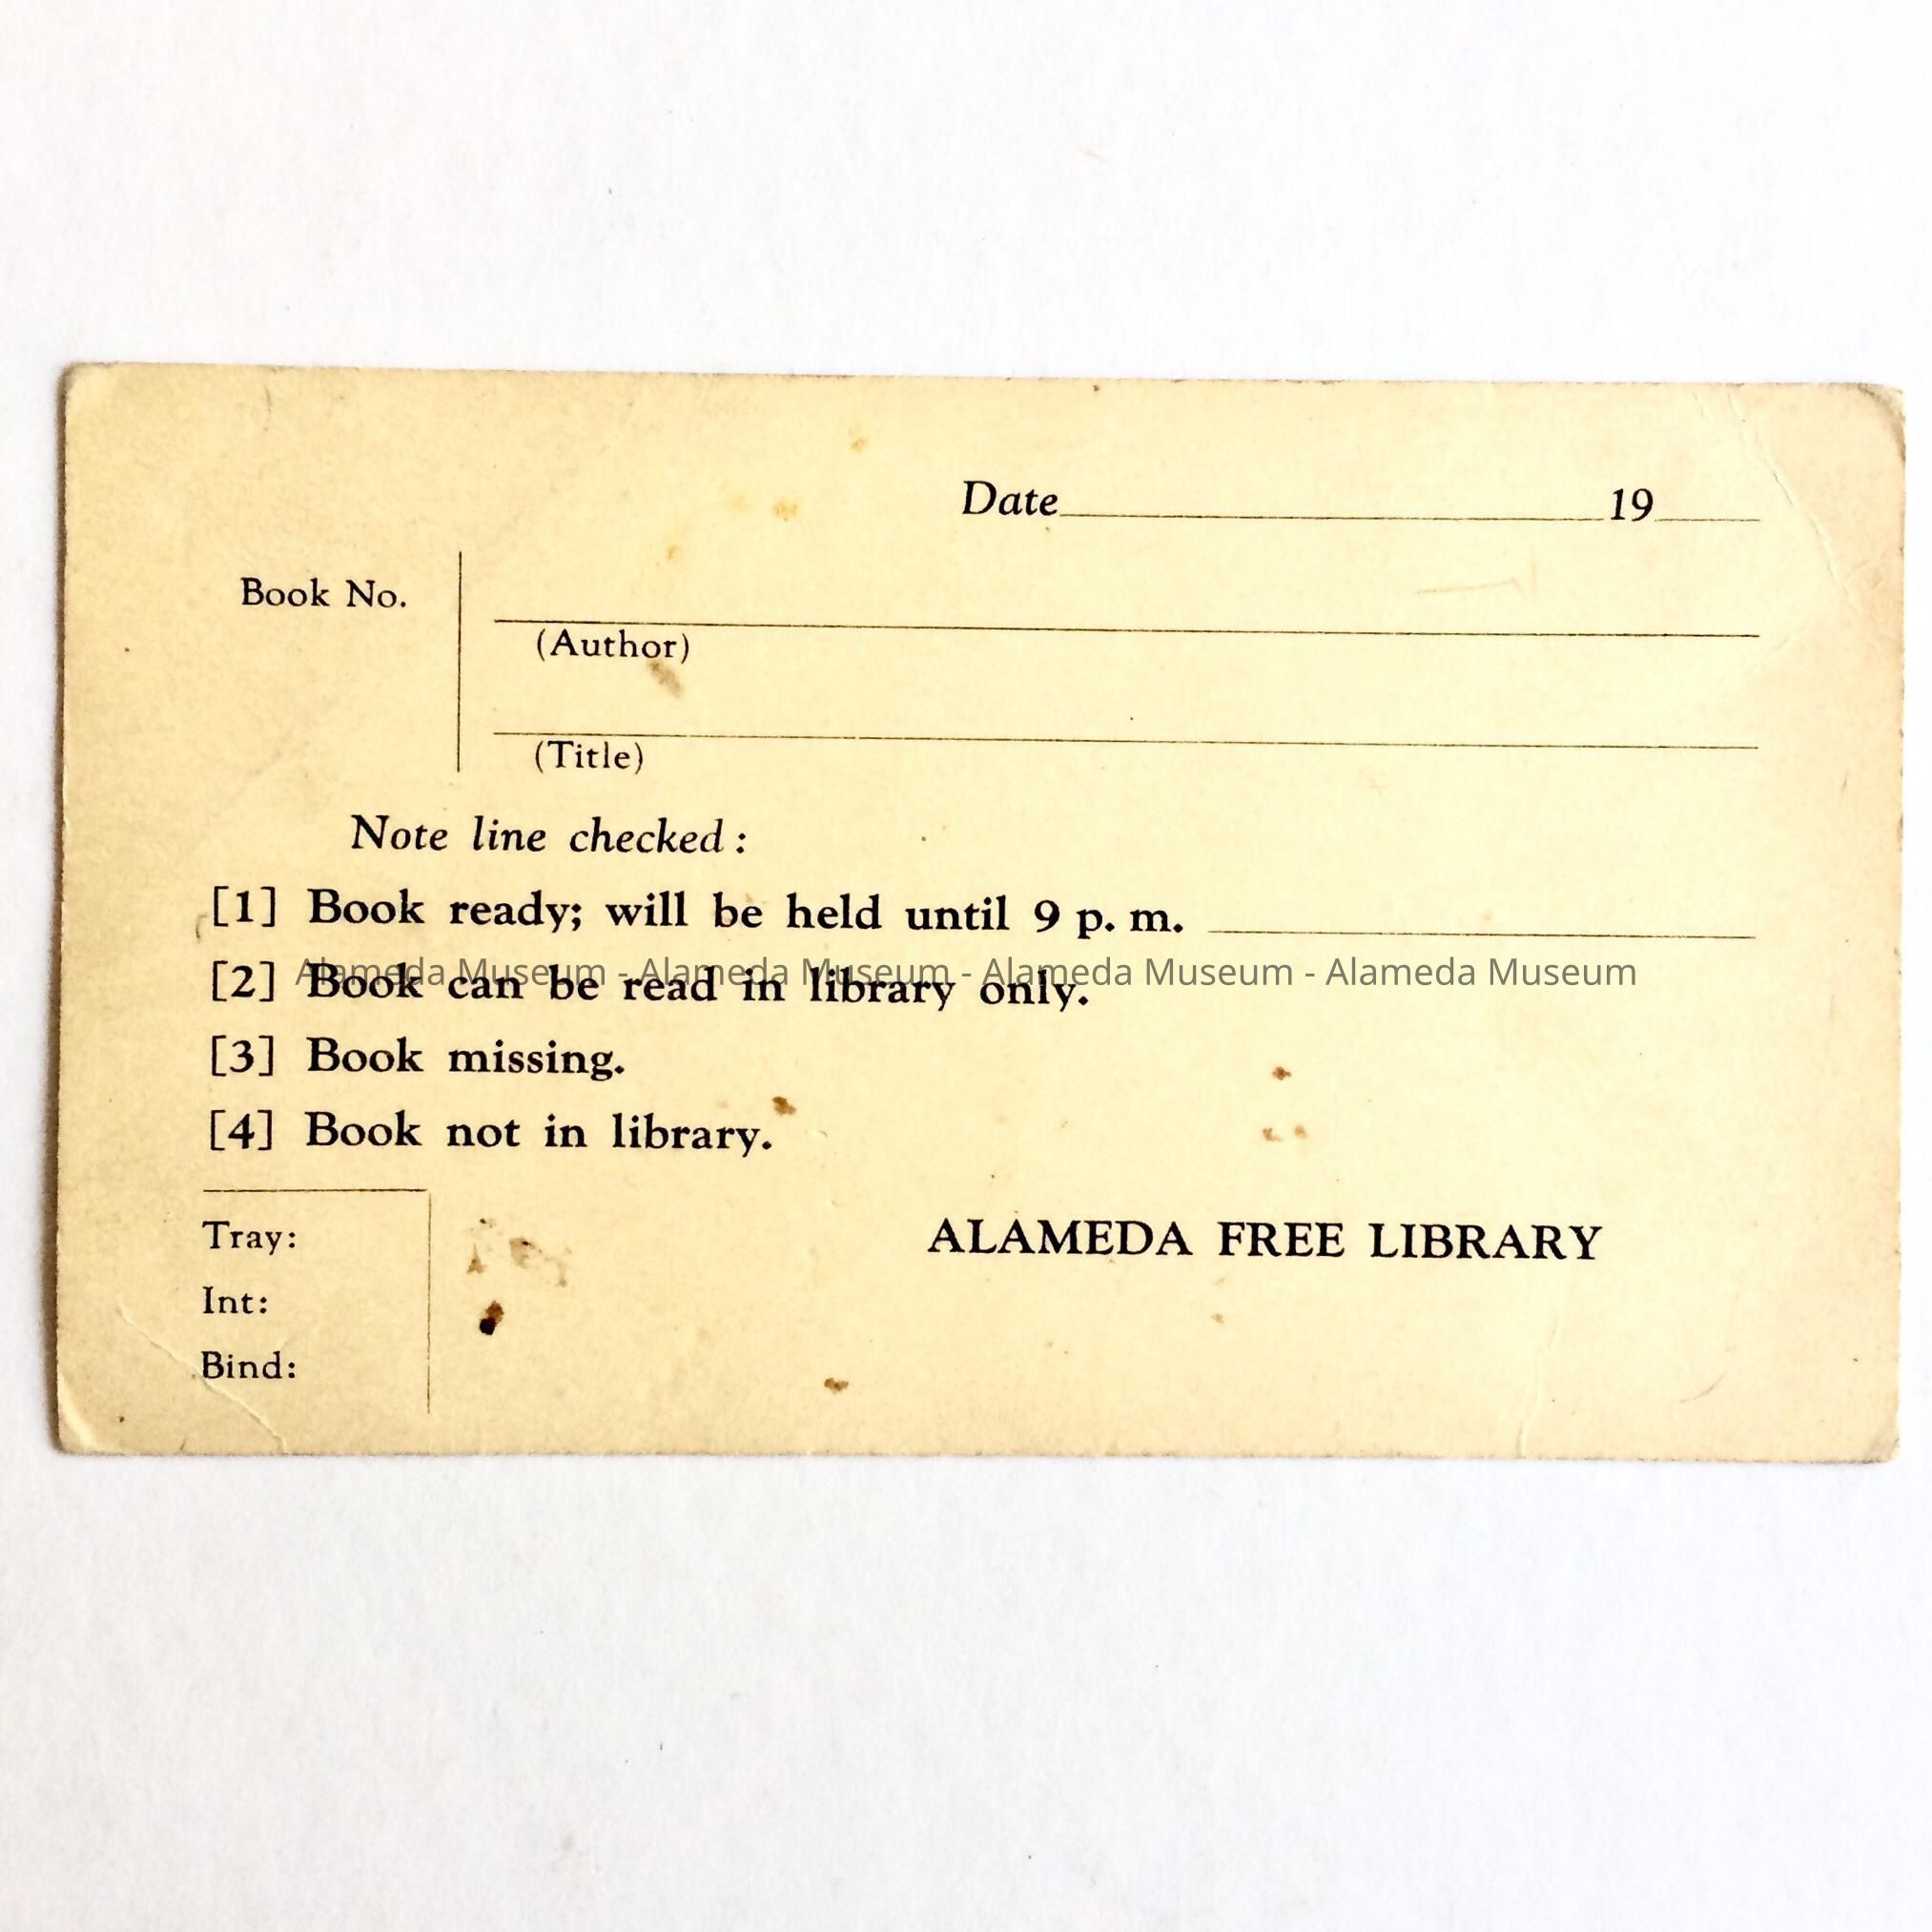 Date 19
Book No.
(Author)
(Title)
Note line checked:
[1] Book ready; will be held until 9 p. m.
Alameda Museum - Alameda Museum - Alameda Museum - Alameda Museum
[2] Book can be read in library only.
[3] Book missing.
[4] Book not in library.
Tray:
ALAMEDA FREE LIBRARY
Int:
Bind: